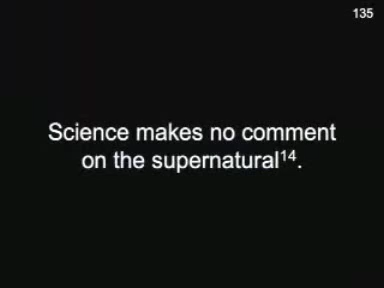 135
Science makes no comment
on the supernatural¹⁴.